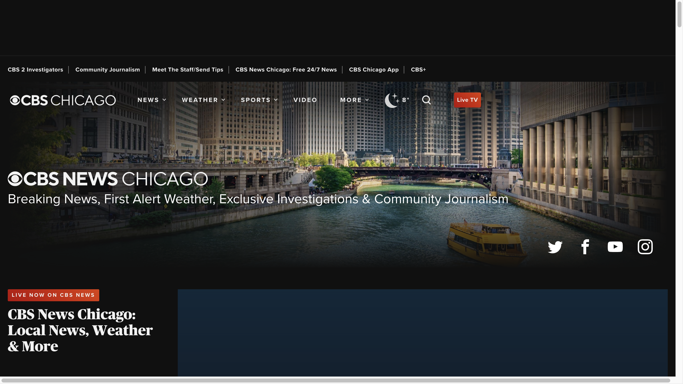 CBS 2 Investigators
Community Journalism
Meet The Staff/Send Tips
CBS News Chicago: Free 24/7 News
CBS Chicago App
CBS+
CBS CHICAGO
NEWS
WEATHER
SPORTS
VIDEO
MORE
8°
Live TV
CBS NEWS CHICAGO
Breaking News, First Alert Weather, Exclusive Investigations & Community Journalism
LIVE NOW ON CBS NEWS
CBS News Chicago:
Local News, Weather
& More